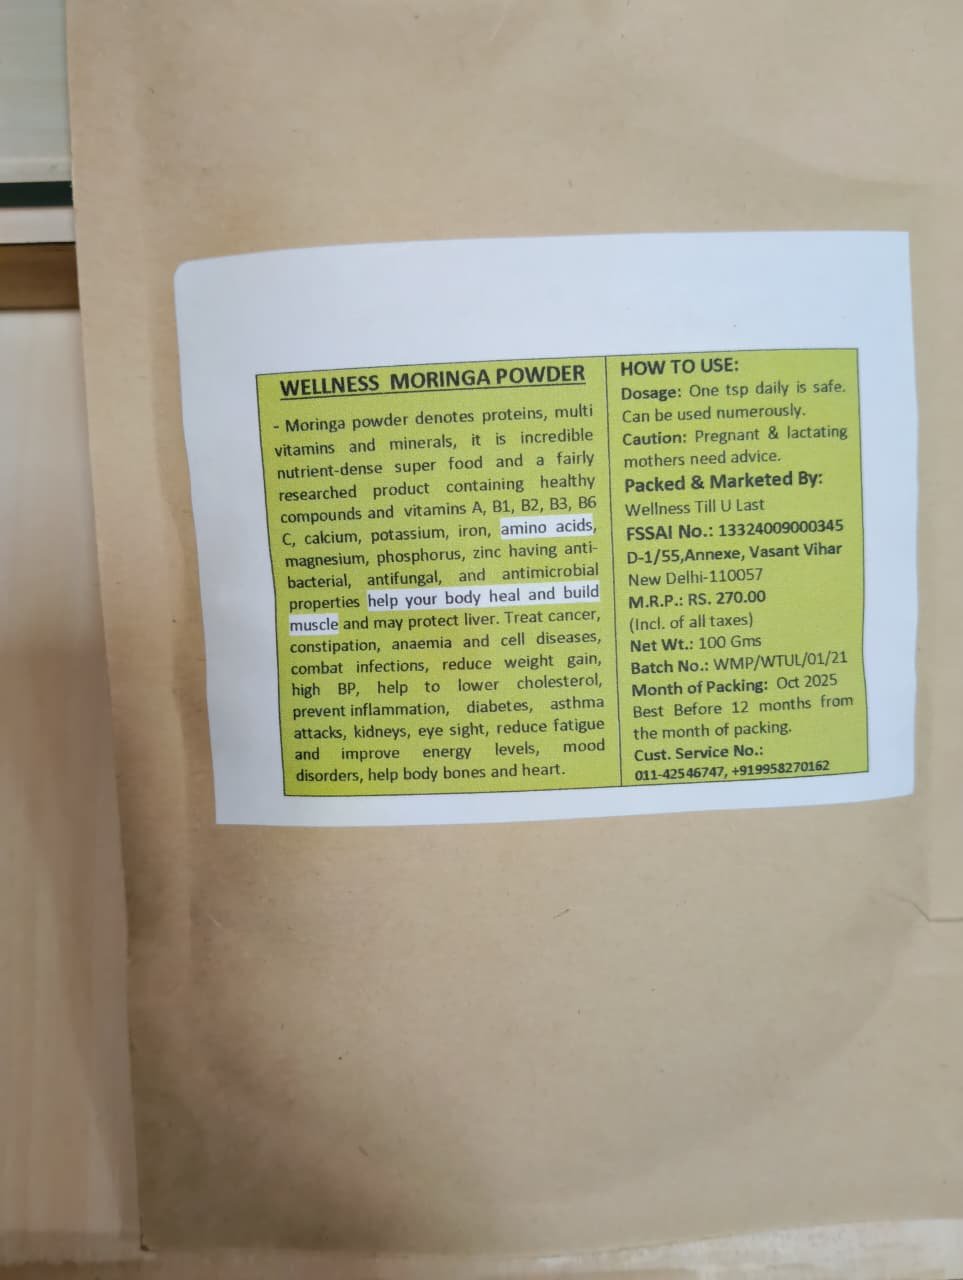 WELLNESS MORINGA POWDER
- Moringa powder denotes proteins, multi
vitamins and minerals, it is incredible
nutrient-dense super food and a fairly
researched product containing healthy
compounds and vitamins A, B1, B2, B3, B6
C, calcium, potassium, iron, amino acids,
magnesium, phosphorus, zinc having anti-
bacterial, antifungal, and antimicrobial
properties help your body heal and build
muscle and may protect liver. Treat cancer,
constipation, anaemia and cell diseases,
combat infections, reduce weight gain,
high BP, help to lower cholesterol,
prevent inflammation, diabetes, asthma
attacks, kidneys, eye sight, reduce fatigue
and improve energy levels, mood
disorders, help body bones and heart.
HOW TO USE:
Dosage: One tsp daily is safe.
Can be used numerously.
Caution: Pregnant & lactating
mothers need advice.
Packed & Marketed By:
Wellness Till U Last
FSSAI No.: 13324009000345
D-1/55,Annexe, Vasant Vihar
New Delhi-110057
M.R.P.: RS. 270.00
(Incl. of all taxes)
Net Wt.: 100 Gms
Batch No.: WMP/WTUL/01/21
Month of Packing: Oct 2025
Best Before 12 months from
the month of packing.
Cust. Service No.:
011-42546747, +919958270162